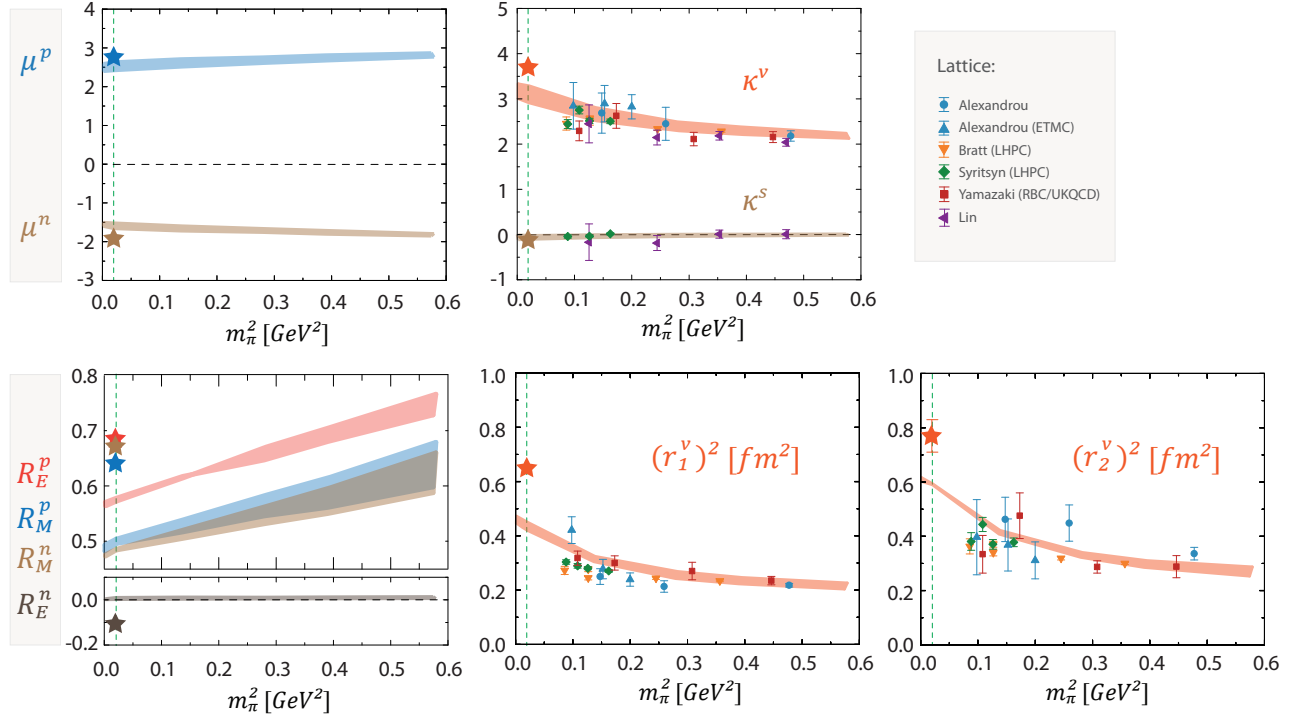 μ^p
μ^n
4
3
2
1
0
-1
-2
-3
0.0 0.1 0.2 0.3 0.4 0.5 0.6
m_π^2 [GeV^2]
5
4
3
2
1
0
-1
κ^v
κ^s
0.0 0.1 0.2 0.3 0.4 0.5 0.6
m_π^2 [GeV^2]
Lattice:
Alexandrou
Alexandrou (ETMC)
Bratt (LHPC)
Syritsyn (LHPC)
Yamazaki (RBC/UKQCD)
Lin
R_E^p
R_M^p
R_M^n
R_E^n
0.8
0.7
0.6
0.5
0.0
-0.2
0.0 0.1 0.2 0.3 0.4 0.5 0.6
m_π^2 [GeV^2]
1.0
0.8
0.6
0.4
0.2
0.0
(r_1^v)^2 [fm^2]
0.0 0.1 0.2 0.3 0.4 0.5 0.6
m_π^2 [GeV^2]
1.0
0.8
0.6
0.4
0.2
0.0
(r_2^v)^2 [fm^2]
0.0 0.1 0.2 0.3 0.4 0.5 0.6
m_π^2 [GeV^2]